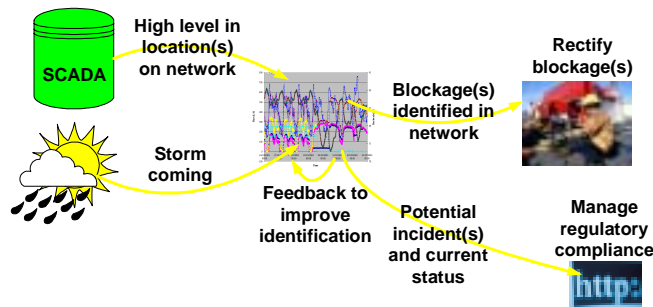 High level in
location(s)
on network
SCADA
Rectify
blockage(s)
Blockage(s)
identified in
network
Storm
coming
Feedback to
improve
identification
Potential
incident(s)
and current
status
Manage
regulatory
compliance
http: